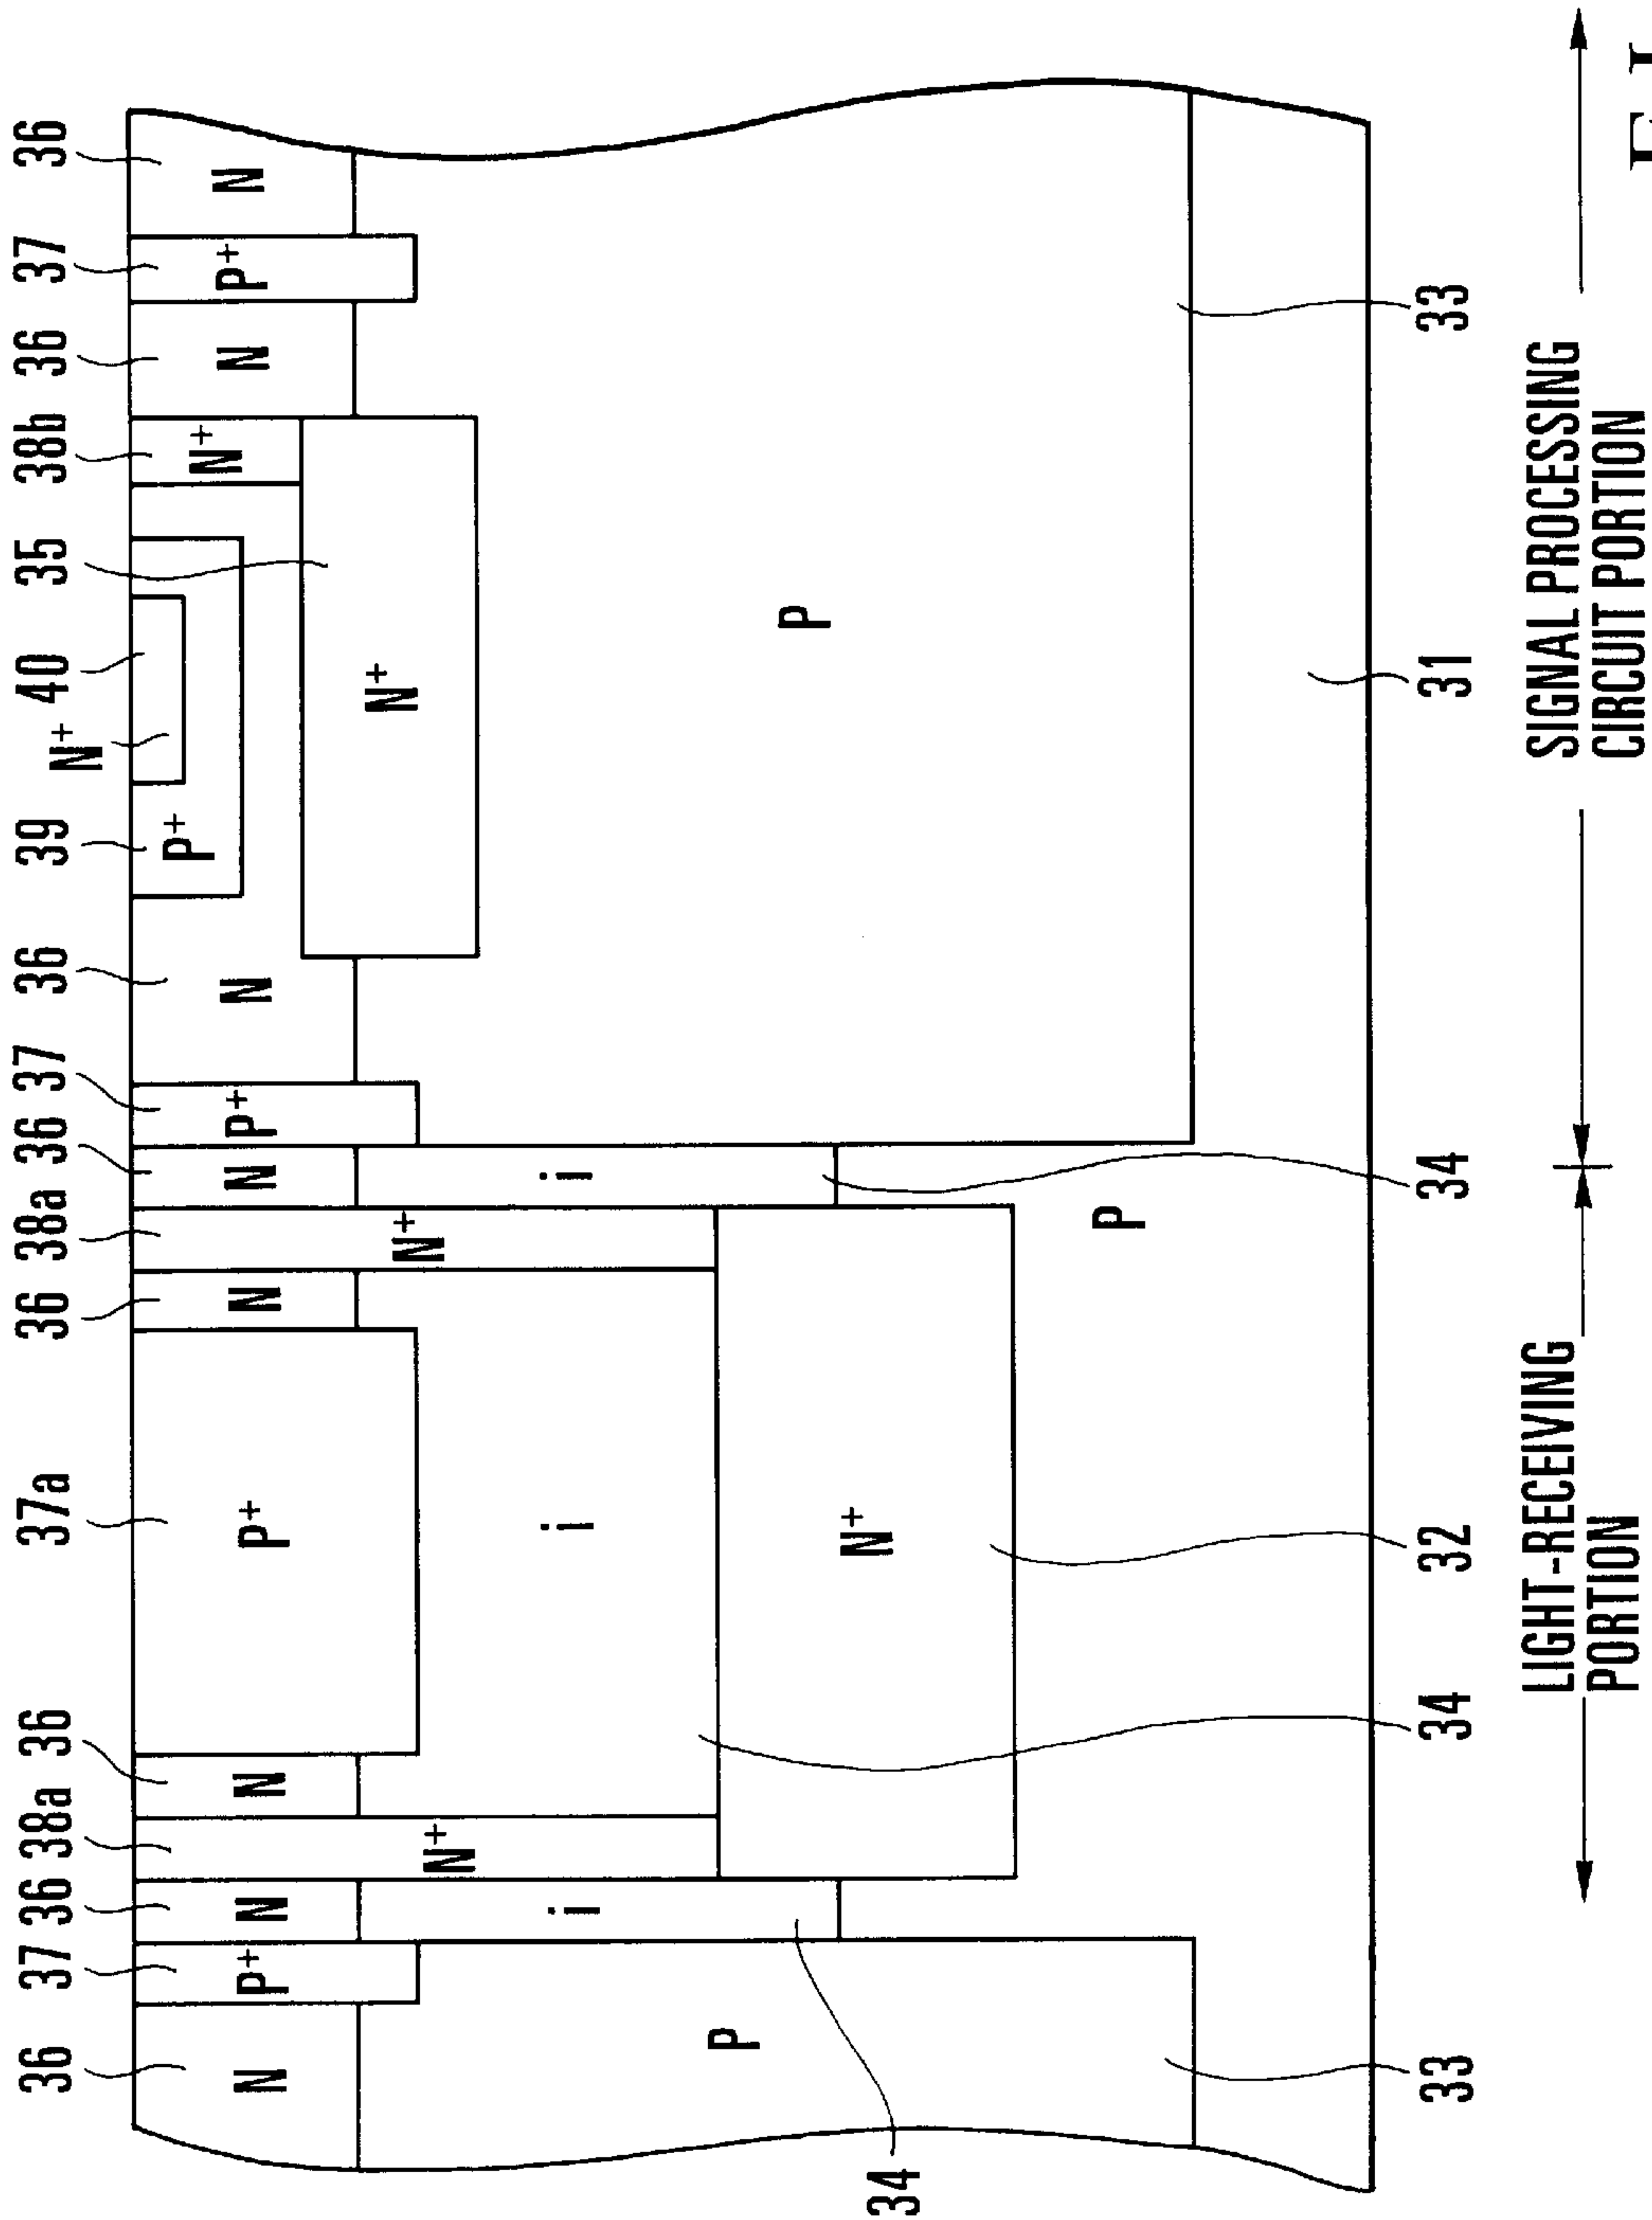 36 37 36 38a 36 37a 36 38a 36 37 36 39 40 35 38b 36 37 36
N⁺
N P⁺ N N P⁺ N N P⁺ N P⁺ N⁺ N P⁺ N
N⁺ N⁺ N⁺
i i i
P N⁺ P
P
34
33 34 32 34 31 33
LIGHT-RECEIVING
PORTION
SIGNAL PROCESSING
CIRCUIT PORTION